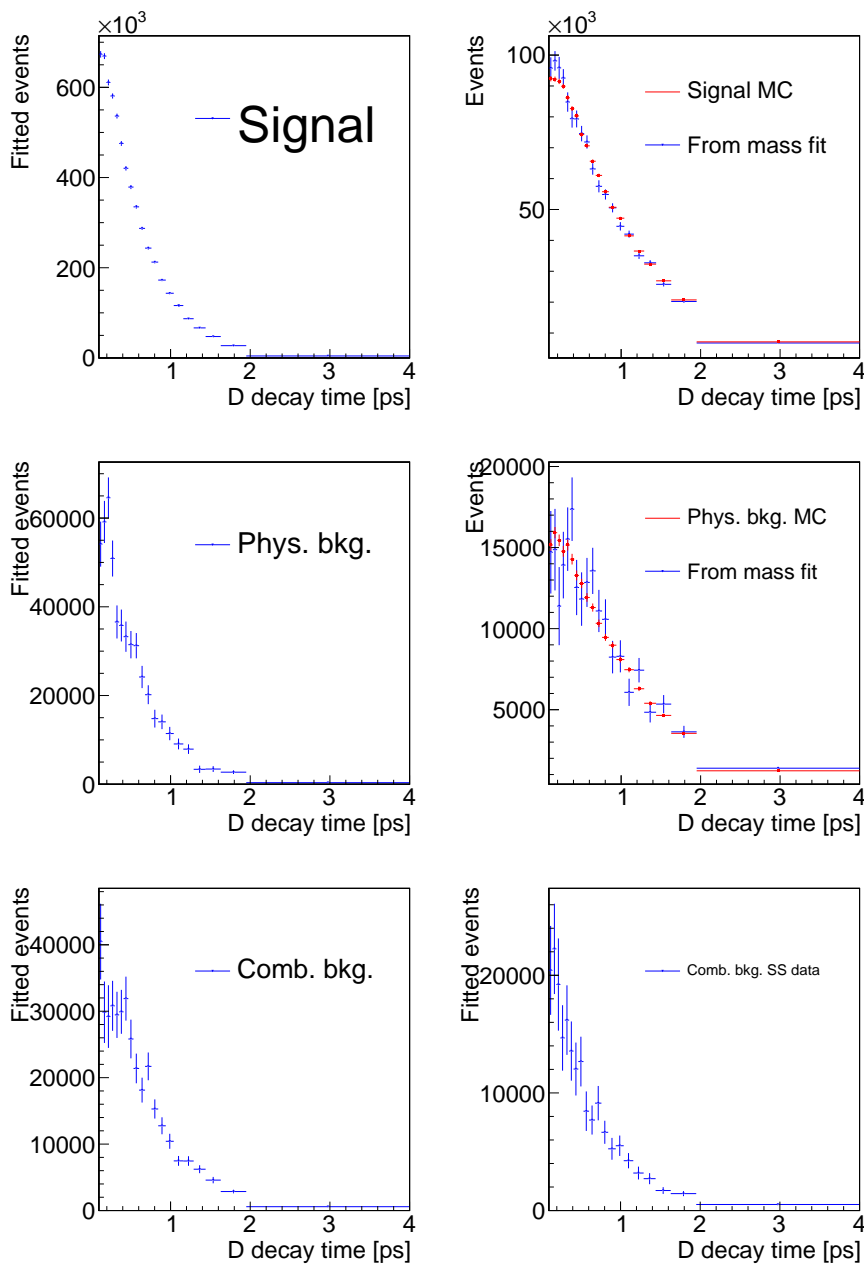 ×10³
Fitted events
600
400
200
0
Signal
1 2 3 4
D decay time [ps]
×10³
Events
100
50
Signal MC
From mass fit
1 2 3 4
D decay time [ps]
Fitted events
60000
40000
20000
0
Phys. bkg.
1 2 3 4
D decay time [ps]
Events
20000
15000
10000
5000
Phys. bkg. MC
From mass fit
1 2 3 4
D decay time [ps]
Fitted events
40000
30000
20000
10000
0
Comb. bkg.
1 2 3 4
D decay time [ps]
Fitted events
20000
10000
0
Comb. bkg. SS data
1 2 3 4
D decay time [ps]